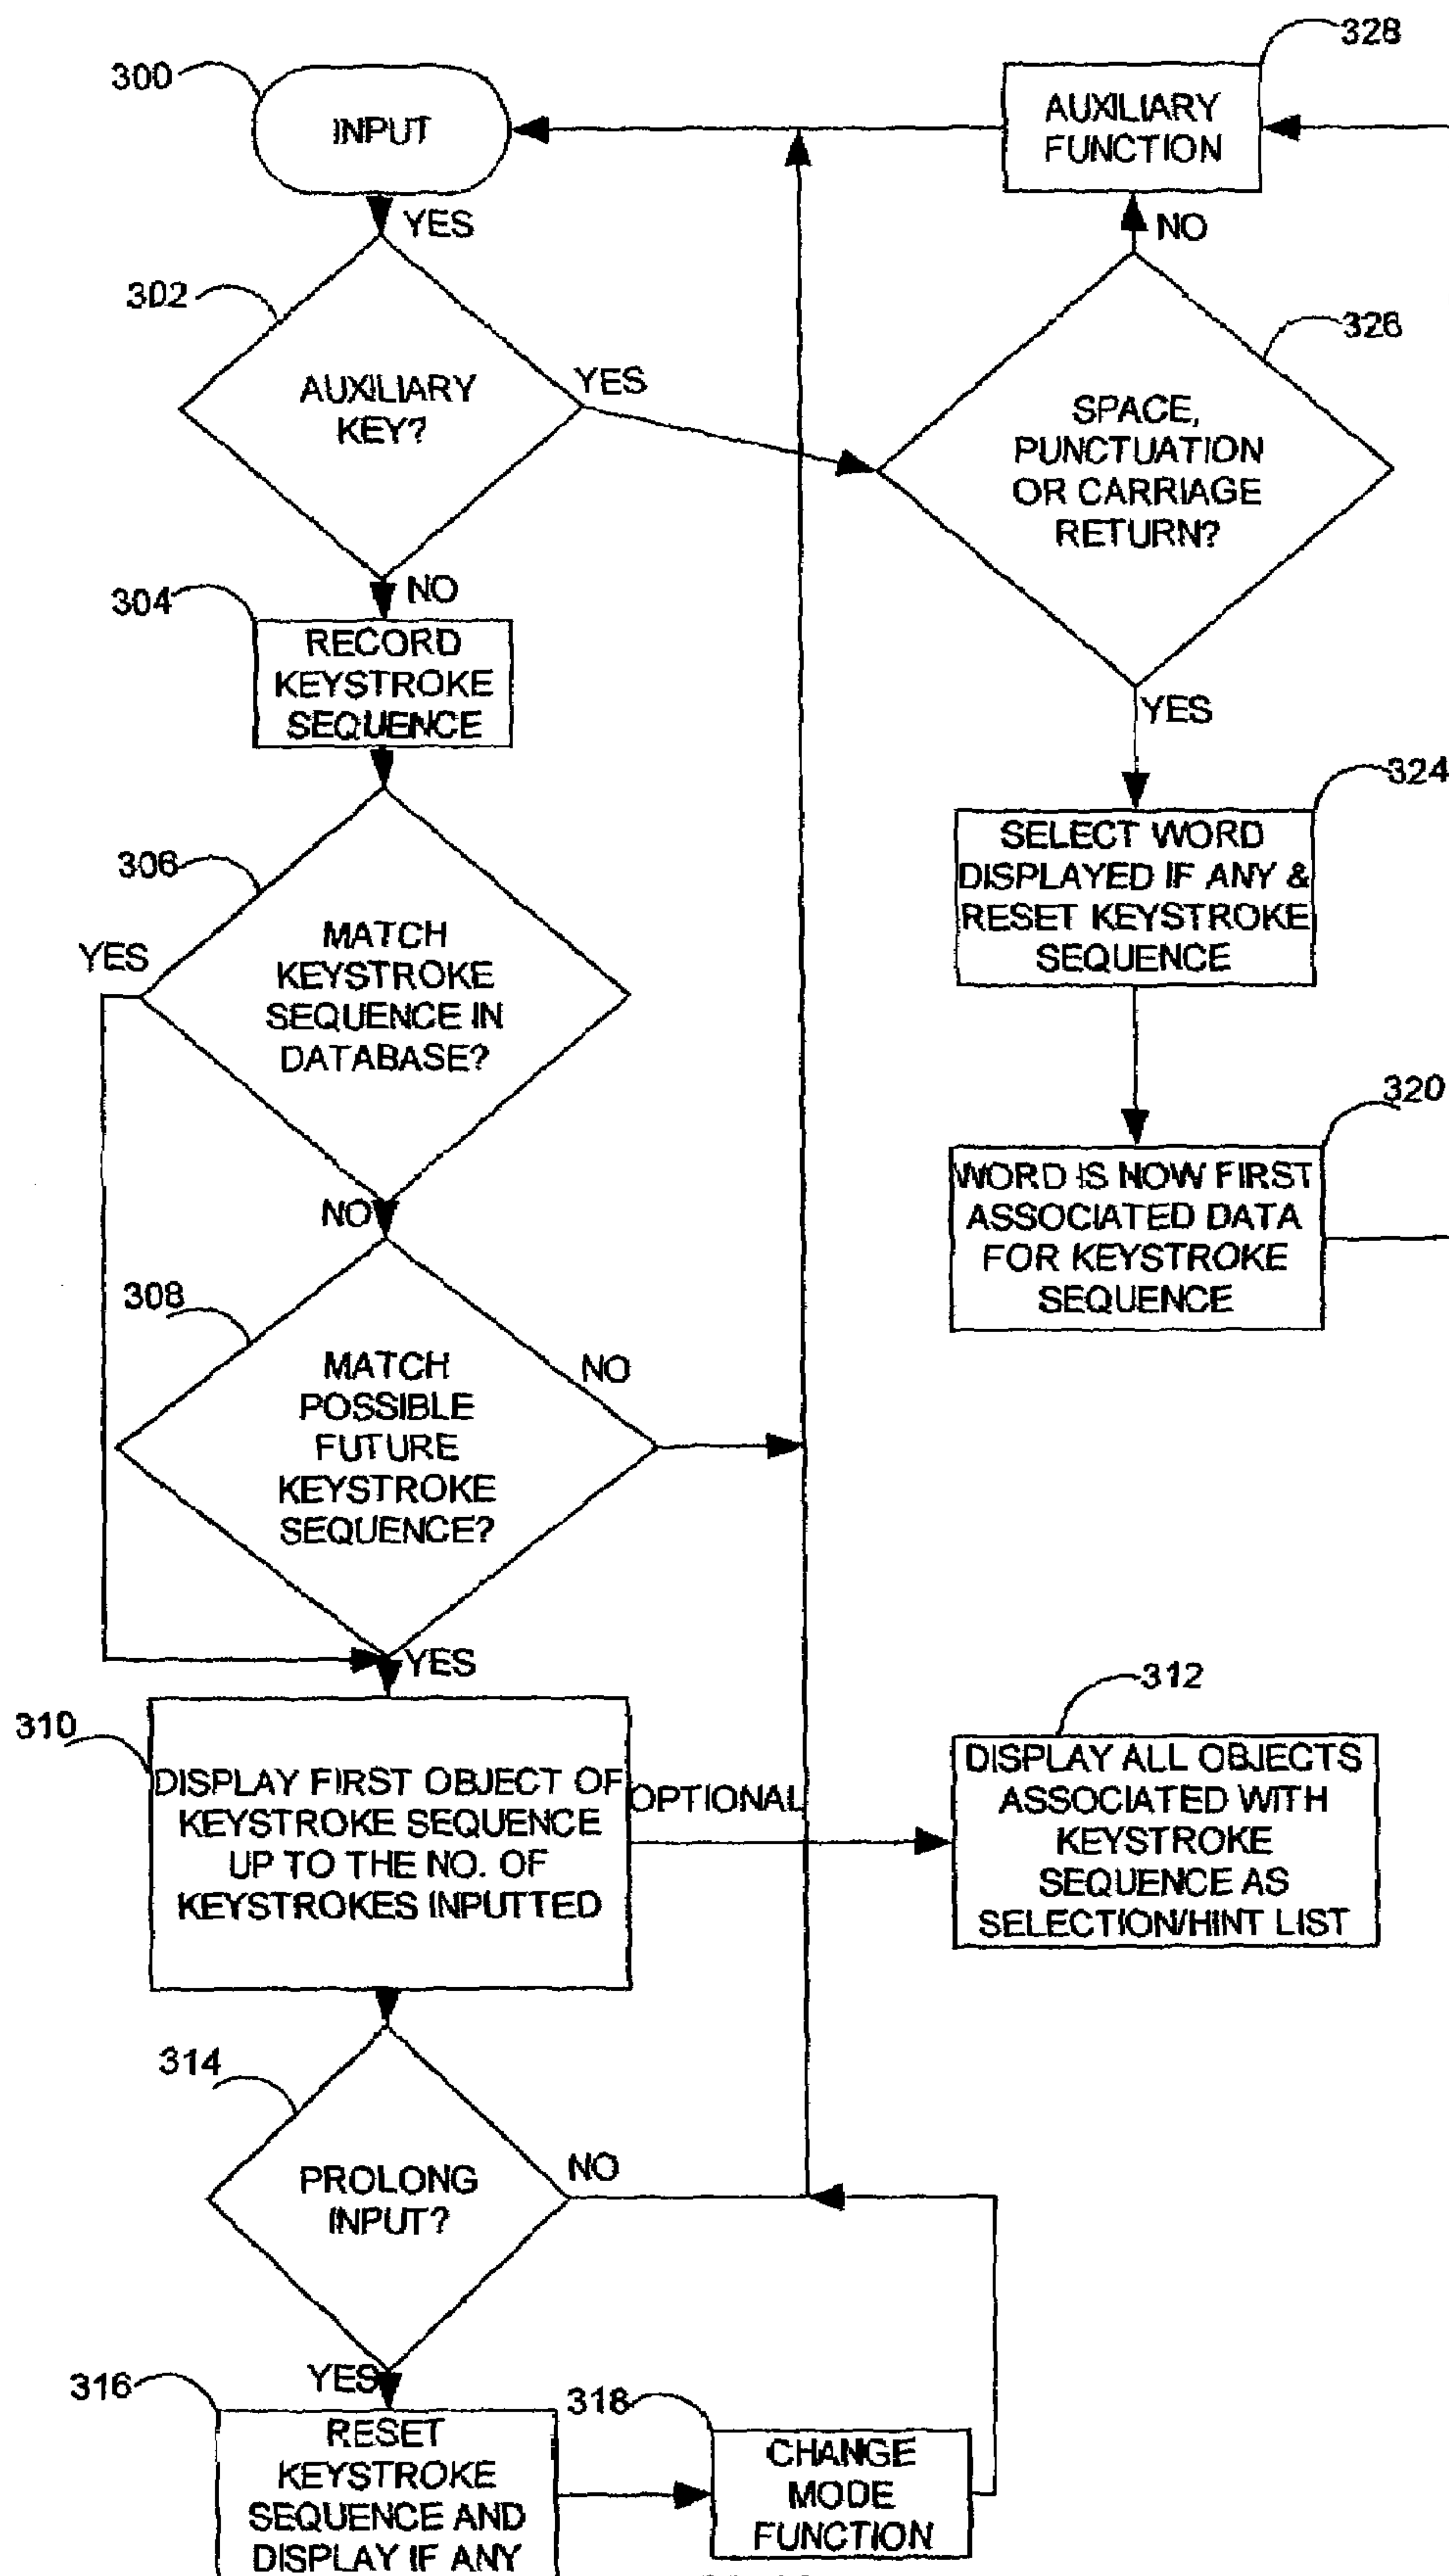 300
INPUT
YES
302
AUXILIARY
KEY?
YES
NO
304
RECORD
KEYSTROKE
SEQUENCE
306
YES
MATCH
KEYSTROKE
SEQUENCE IN
DATABASE?
NO
308
MATCH
POSSIBLE
FUTURE
KEYSTROKE
SEQUENCE?
NO
YES
310
DISPLAY FIRST OBJECT OF
KEYSTROKE SEQUENCE
UP TO THE NO. OF
KEYSTROKES INPUTTED
OPTIONAL
312
DISPLAY ALL OBJECTS
ASSOCIATED WITH
KEYSTROKE
SEQUENCE AS
SELECTION/HINT LIST
314
PROLONG
INPUT?
NO
YES
316
RESET
KEYSTROKE
SEQUENCE AND
DISPLAY IF ANY
318
CHANGE
MODE
FUNCTION
328
AUXILIARY
FUNCTION
NO
326
SPACE,
PUNCTUATION
OR CARRIAGE
RETURN?
YES
324
SELECT WORD
DISPLAYED IF ANY &
RESET KEYSTROKE
SEQUENCE
320
WORD IS NOW FIRST
ASSOCIATED DATA
FOR KEYSTROKE
SEQUENCE